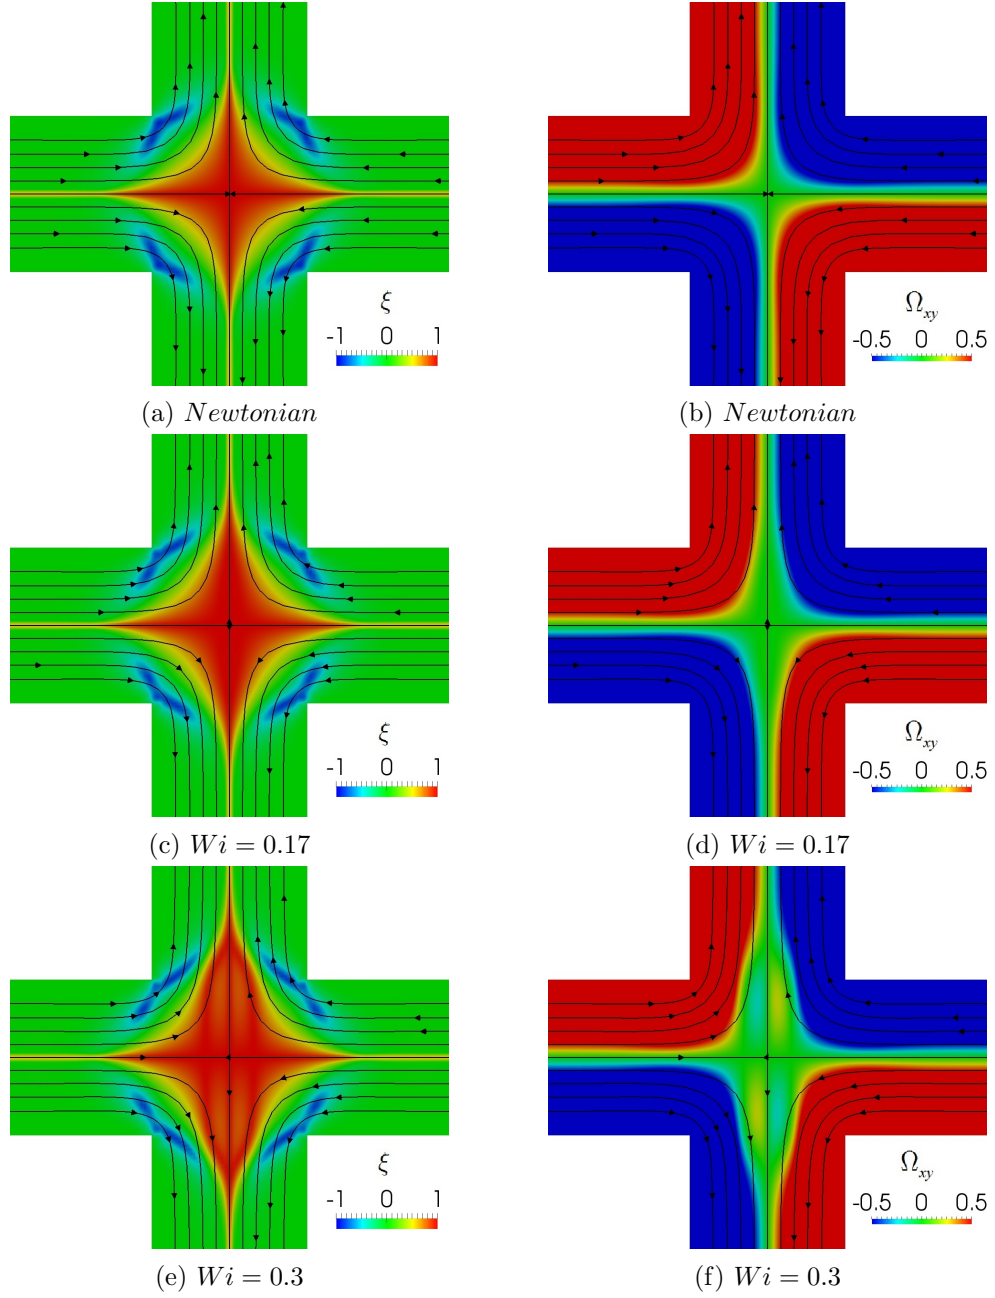 ξ
-1 0 1
Ω_xy
-0.5 0 0.5
(a) Newtonian
(b) Newtonian
ξ
-1 0 1
Ω_xy
-0.5 0 0.5
(c) Wi = 0.17
(d) Wi = 0.17
ξ
-1 0 1
Ω_xy
-0.5 0 0.5
(e) Wi = 0.3
(f) Wi = 0.3